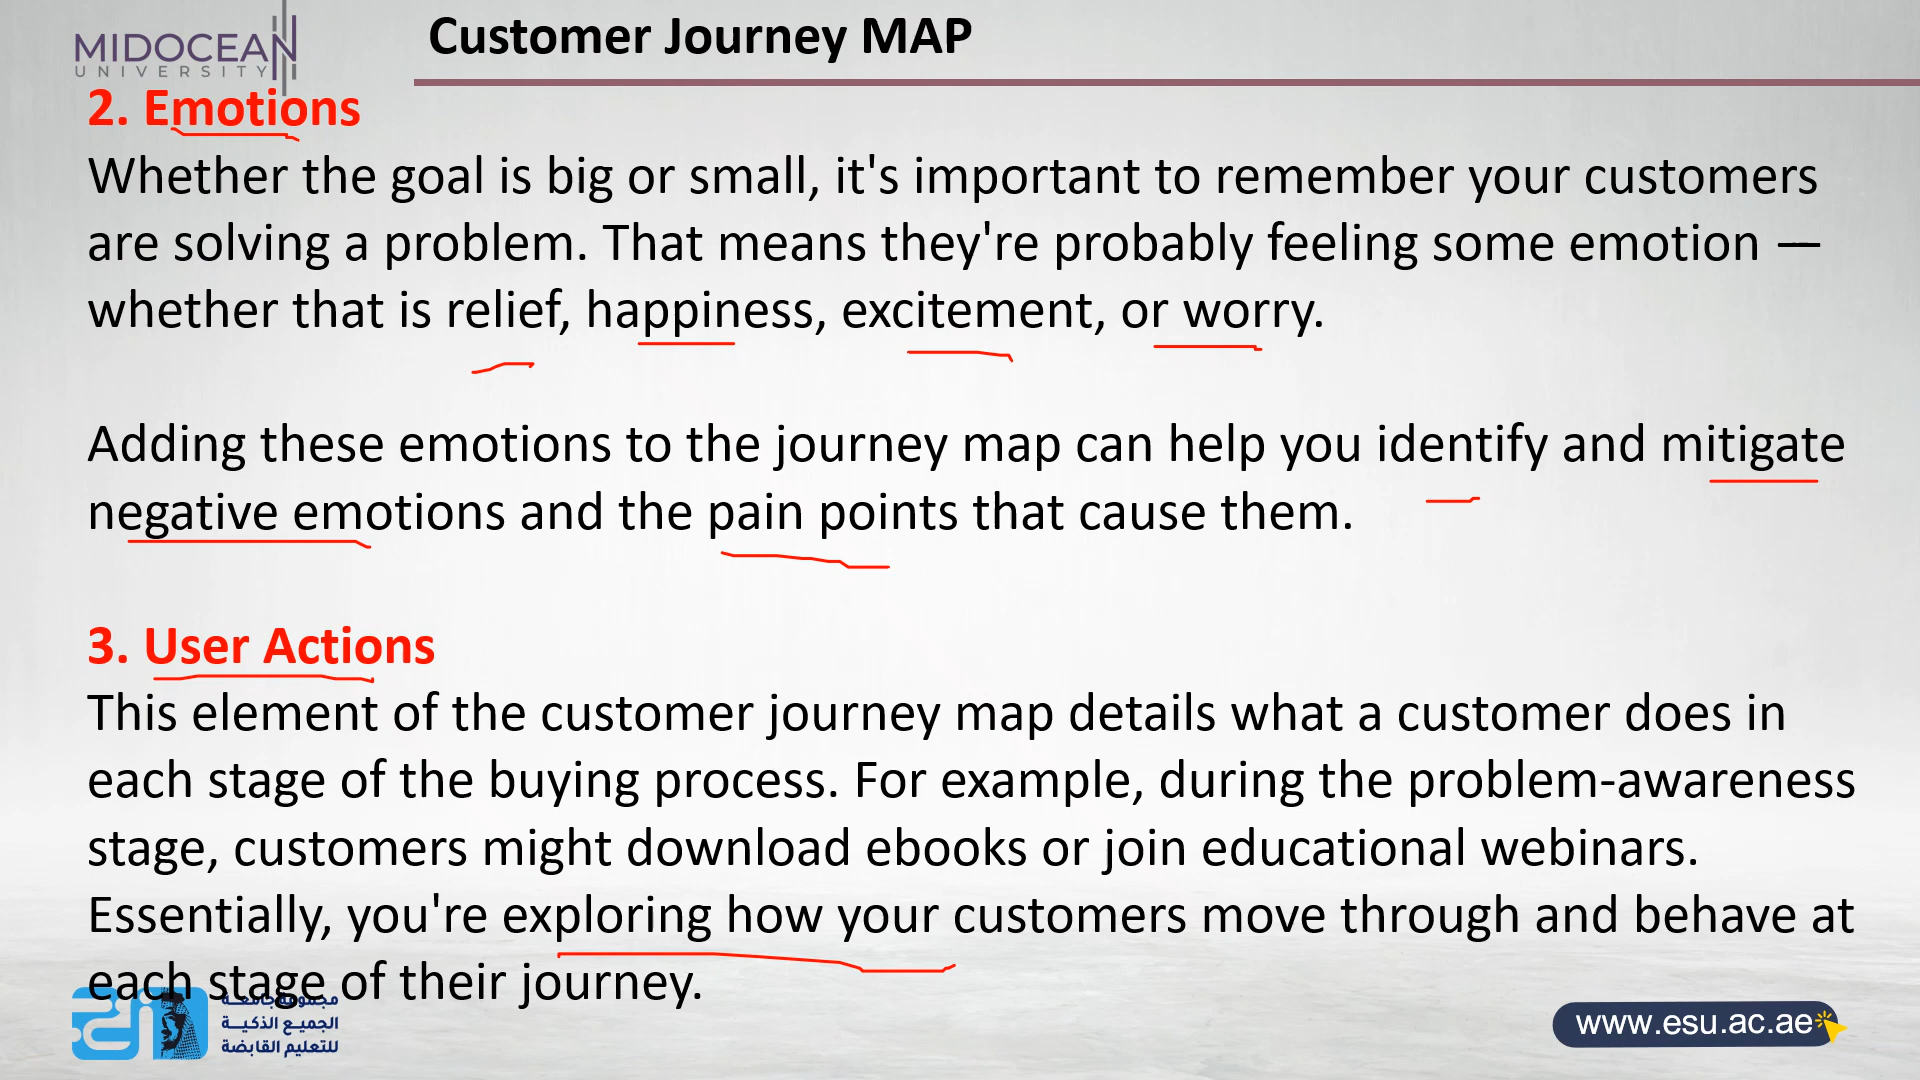 MIDOCEAN
UNIVERSITY
Customer Journey MAP
2. Emotions
Whether the goal is big or small, it's important to remember your customers
are solving a problem. That means they're probably feeling some emotion —
whether that is relief, happiness, excitement, or worry.
Adding these emotions to the journey map can help you identify and mitigate
negative emotions and the pain points that cause them.
3. User Actions
This element of the customer journey map details what a customer does in
each stage of the buying process. For example, during the problem-awareness
stage, customers might download ebooks or join educational webinars.
Essentially, you're exploring how your customers move through and behave at
each stage of their journey.
مجموعة جامعة
الجميع الذكية
للتعليم القابضة
www.esu.ac.ae